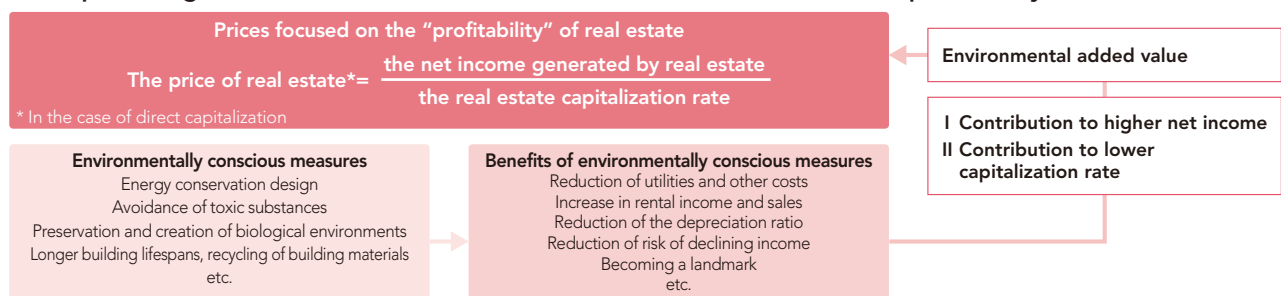 Prices focused on the “profitability” of real estate
The price of real estate*=
the net income generated by real estate
the real estate capitalization rate
* In the case of direct capitalization
Environmental added value
I Contribution to higher net income
II Contribution to lower
capitalization rate
Environmentally conscious measures
Energy conservation design
Avoidance of toxic substances
Preservation and creation of biological environments
Longer building lifespans, recycling of building materials
etc.
Benefits of environmentally conscious measures
Reduction of utilities and other costs
Increase in rental income and sales
Reduction of the depreciation ratio
Reduction of risk of declining income
Becoming a landmark
etc.